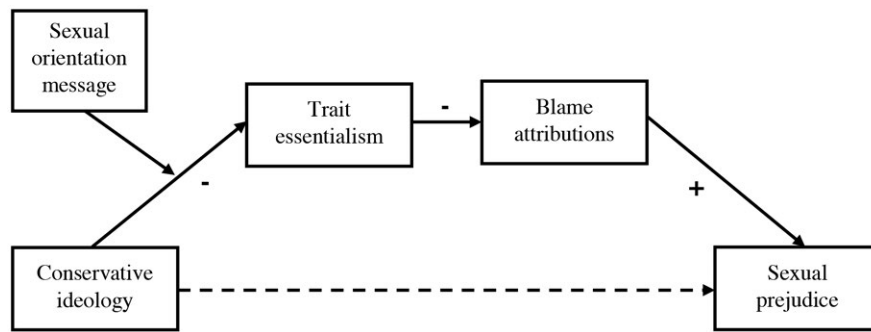 Sexual
orientation
message
Trait
essentialism
-
Blame
attributions
-
+
Conservative
ideology
Sexual
prejudice